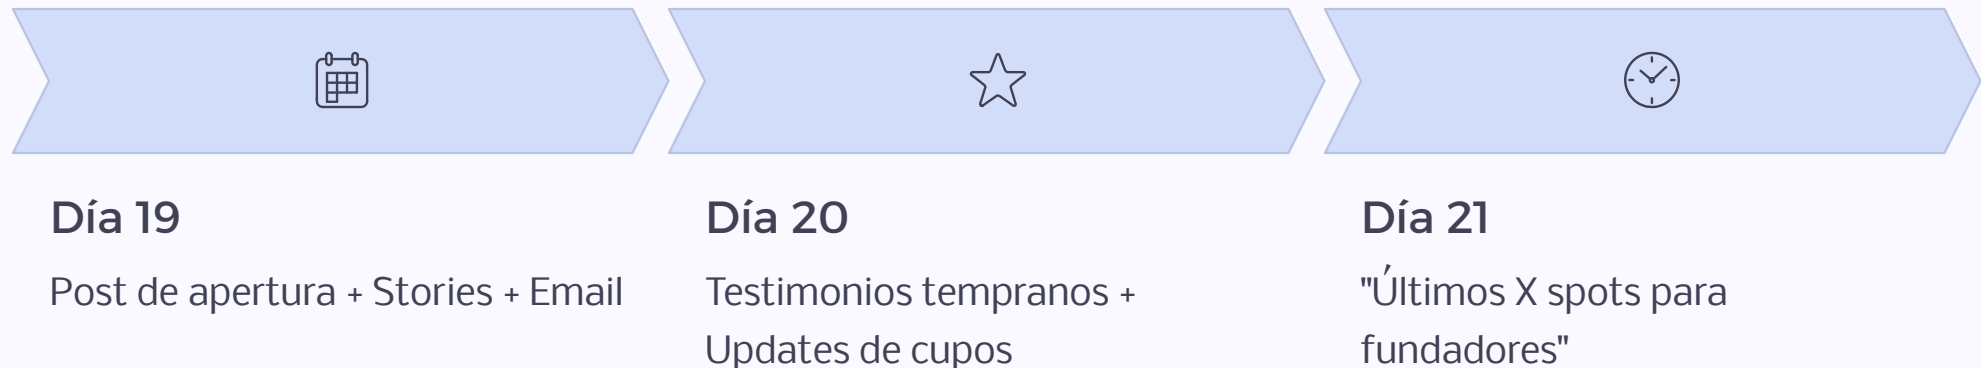 Día 19
Post de apertura + Stories + Email
Día 20
Testimonios tempranos +
Updates de cupos
Día 21
"Últimos X spots para
fundadores"